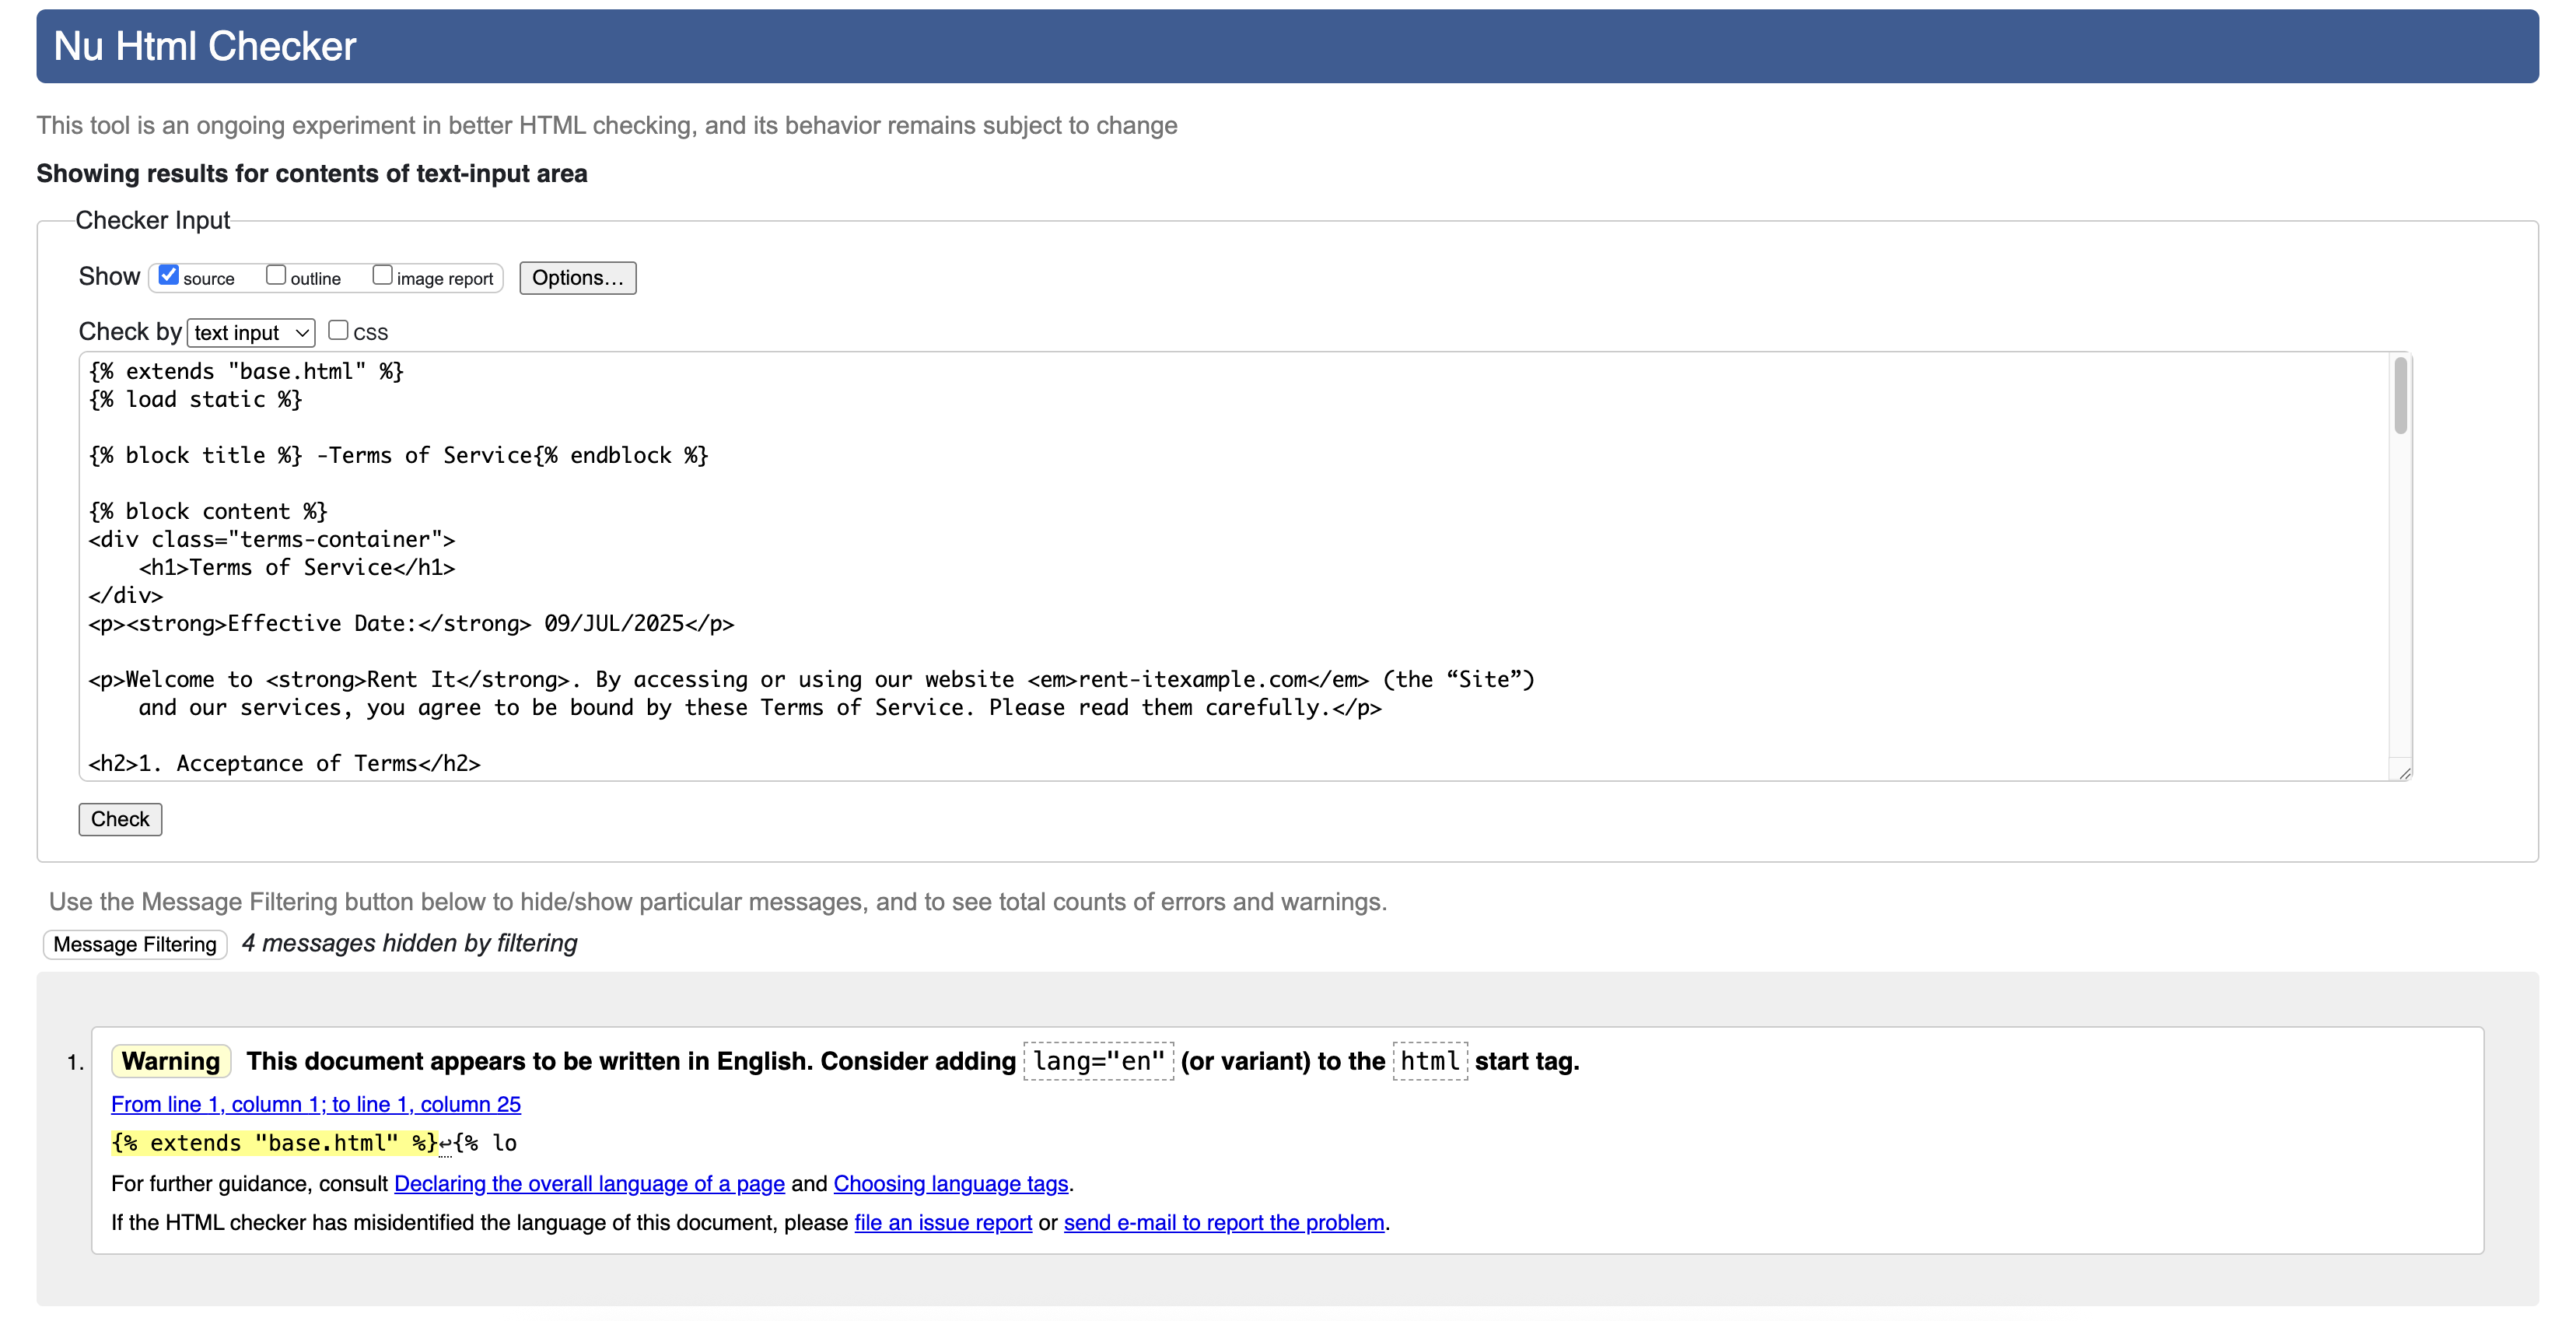 Nu Html Checker
This tool is an ongoing experiment in better HTML checking, and its behavior remains subject to change
Showing results for contents of text-input area
Checker Input
Show source outline image report Options...
Check by text input CSS
{% extends "base.html" %}
{% load static %}
{% block title %} -Terms of Service{% endblock %}
{% block content %}
<div class="terms-container">
    <h1>Terms of Service</h1>
</div>
<p><strong>Effective Date:</strong> 09/JUL/2025</p>
<p>Welcome to <strong>Rent It</strong>. By accessing or using our website <em>rent-itexample.com</em> (the “Site”)
    and our services, you agree to be bound by these Terms of Service. Please read them carefully.</p>
<h2>1. Acceptance of Terms</h2>
Check
Use the Message Filtering button below to hide/show particular messages, and to see total counts of errors and warnings.
Message Filtering 4 messages hidden by filtering
1. Warning This document appears to be written in English. Consider adding lang="en" (or variant) to the html start tag.
From line 1, column 1; to line 1, column 25
{% extends "base.html" %}↩{% lo
For further guidance, consult Declaring the overall language of a page and Choosing language tags.
If the HTML checker has misidentified the language of this document, please file an issue report or send e-mail to report the problem.